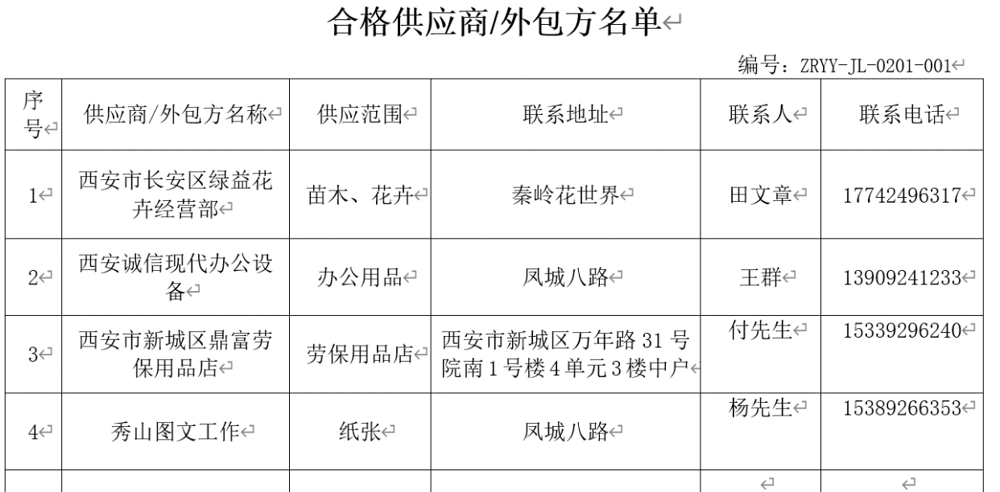 合格供应商/外包方名单
编号：ZRYY-JL-0201-001
序号 供应商/外包方名称 供应范围 联系地址 联系人 联系电话
1 西安市长安区绿益花卉经营部 苗木、花卉 秦岭花世界 田文章 17742496317
2 西安诚信现代办公设备 办公用品 凤城八路 王群 13909241233
3 西安市新城区鼎富劳保用品店 劳保用品店 西安市新城区万年路 31 号院南 1 号楼 4 单元 3 楼中户 付先生 15339296240
4 秀山图文工作 纸张 凤城八路 杨先生 15389266353